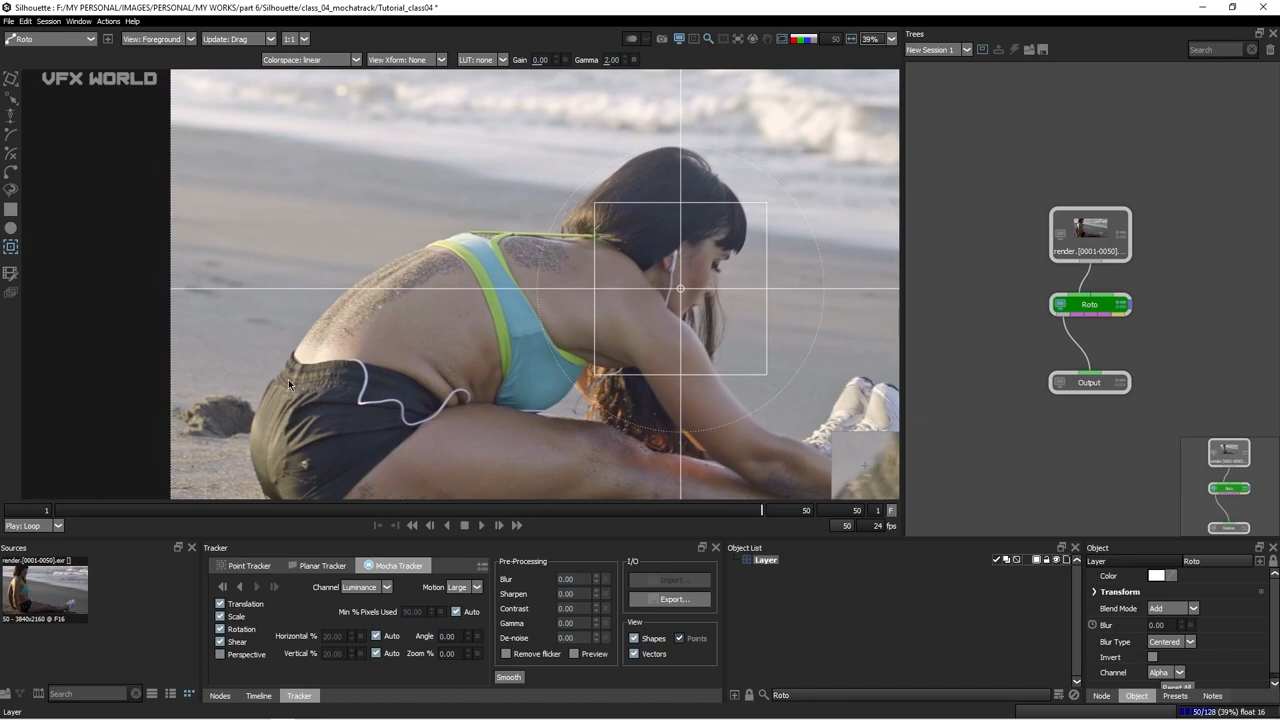 Silhouette : F:/MY PERSONAL/IMAGES/PERSONAL/MY WORKS/part 6/Silhouette/class_04_mochatrack/Tutorial_class04 *
File Edit Session Window Actions Help
Roto View: Foreground Update: Drag 1:1 50 39%
Colorspace: linear View Xform: None LUT: none Gain 0.00 Gamma 2.00
Trees
New Session 1 Search
VFX WORLD
render.[0001-0050]....
Roto
Output
1 50 50 1 F
Play: Loop 50 24 fps
Sources
render.[0001-0050].exr []
50 - 3840x2160 @ F16
Search
Tracker
Point Tracker Planar Tracker Mocha Tracker
Channel Luminance Motion Large
Translation
Scale Min % Pixels Used 90.00 Auto
Rotation
Shear Horizontal % 20.00 Auto Angle 0.00
Perspective Vertical % 20.00 Auto Zoom % 0.00
Pre-Processing
Blur 0.00
Sharpen 0.00
Contrast 0.00
Gamma 0.00
De-noise 0.00
Remove flicker Preview
Smooth
I/O
Import...
Export...
View
Shapes Points
Vectors
Nodes Timeline Tracker
Object List
Layer
Roto
Object
Layer Roto
Color
Transform
Blend Mode Add
Blur 0.00
Blur Type Centered
Invert
Channel Alpha
Reset All
Node Object Presets Notes
Layer
50/128 (39%) float 16